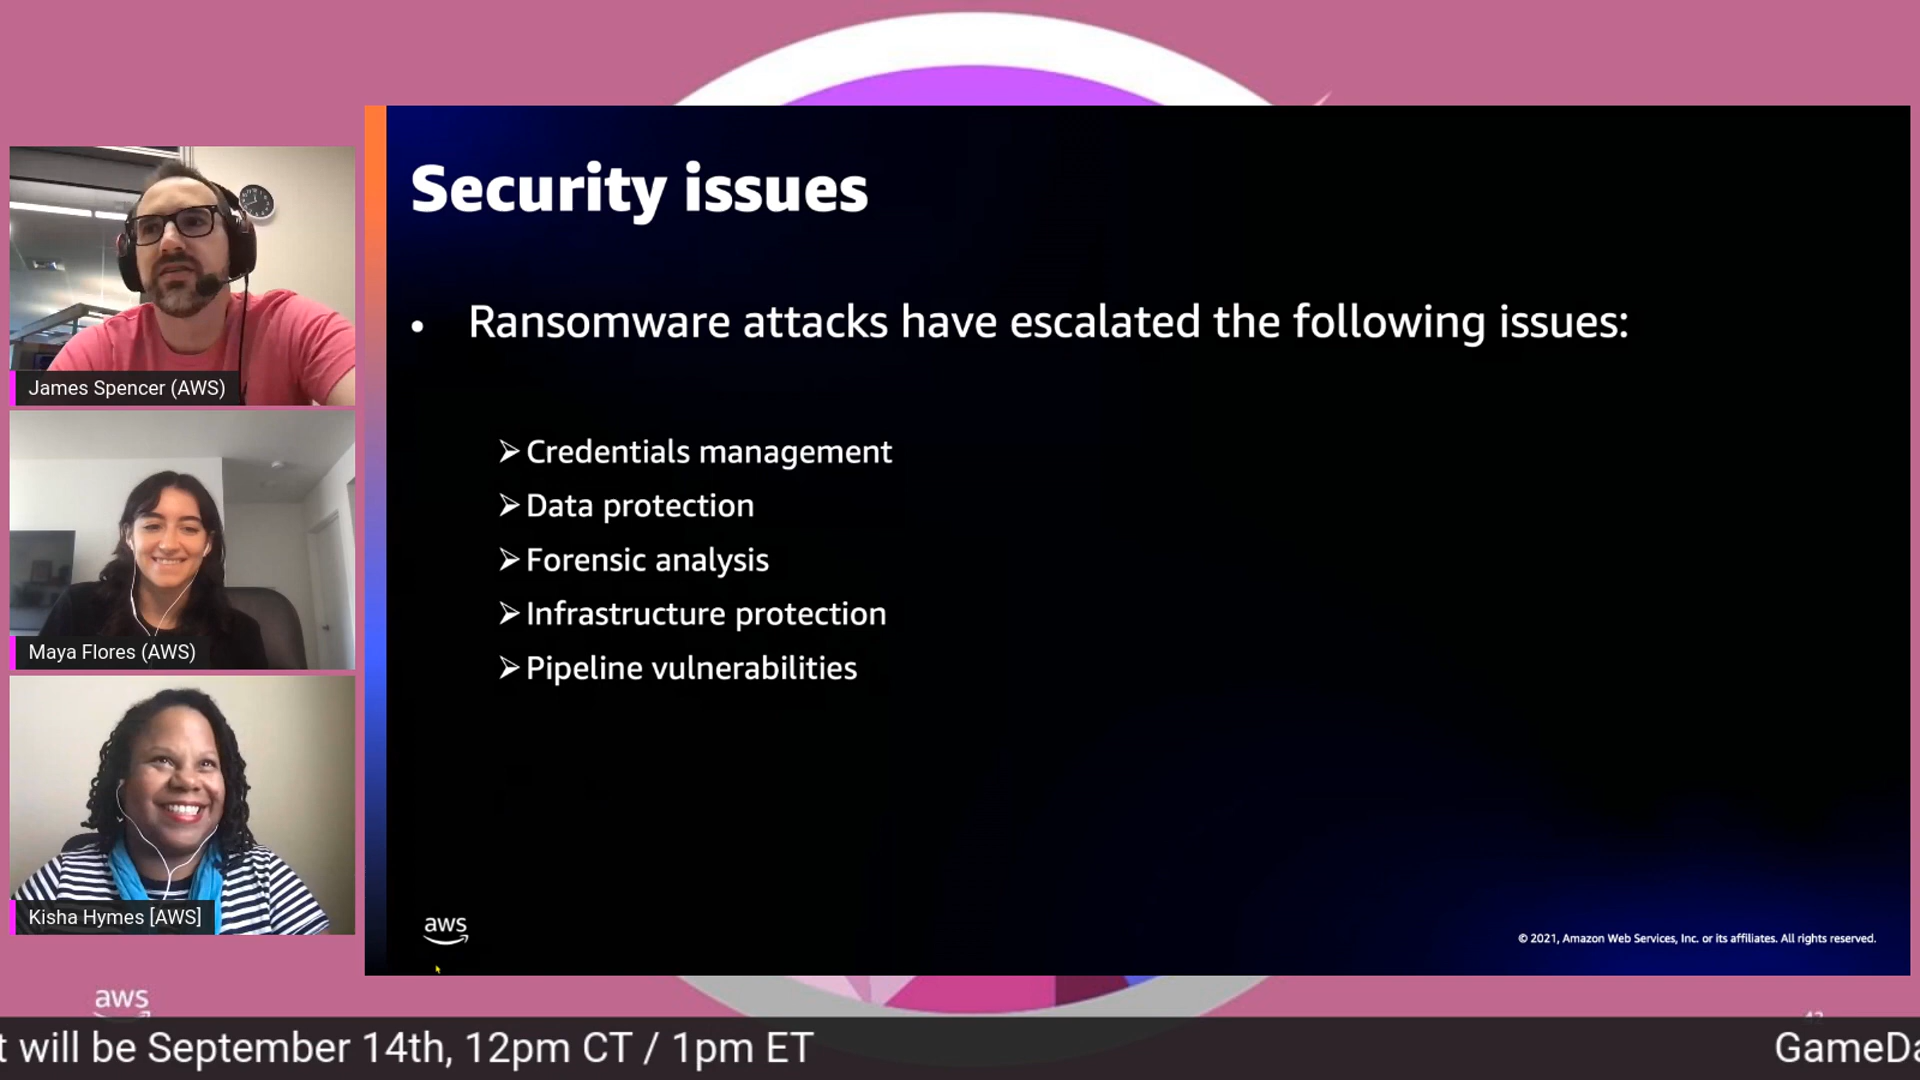 Security issues
• Ransomware attacks have escalated the following issues:
➢ Credentials management
➢ Data protection
➢ Forensic analysis
➢ Infrastructure protection
➢ Pipeline vulnerabilities
James Spencer (AWS)
Maya Flores (AWS)
Kisha Hymes [AWS]
aws
© 2021, Amazon Web Services, Inc. or its affiliates. All rights reserved.
aws
t will be September 14th, 12pm CT / 1pm ET
GameDa